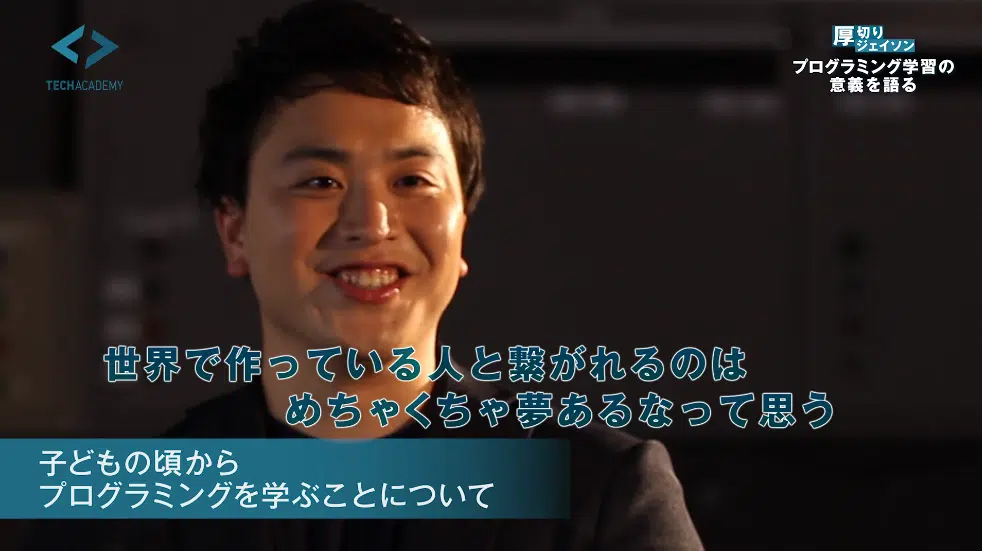 TECHACADEMY
厚切りジェイソン
プログラミング学習の
意義を語る
世界で作っている人と繋がれるのは
めちゃくちゃ夢あるなって思う
子どもの頃から
プログラミングを学ぶことについて